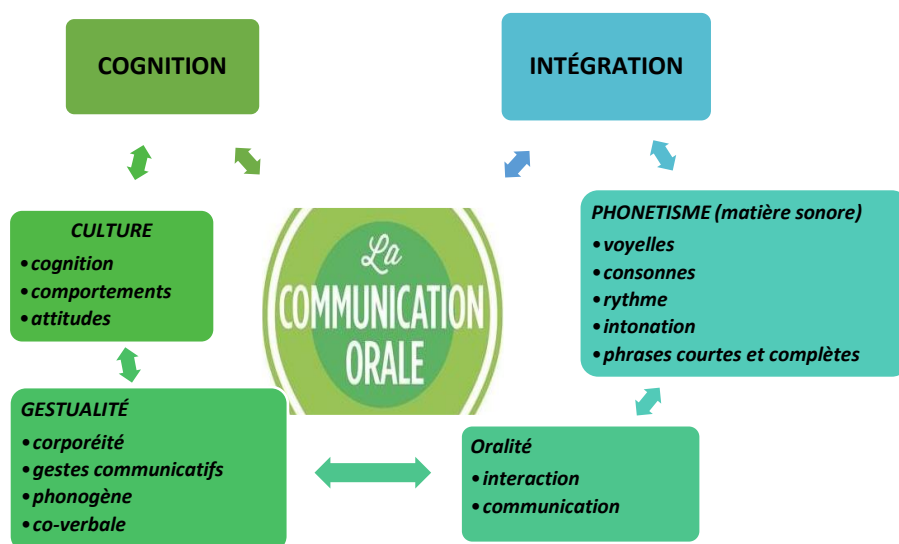 COGNITION
INTÉGRATION
CULTURE
•cognition
•comportements
•attitudes
La
COMMUNICATION
ORALE
PHONETISME (matière sonore)
•voyelles
•consonnes
•rythme
•intonation
•phrases courtes et complètes
GESTUALITÉ
•corporéité
•gestes communicatifs
•phonogène
•co-verbale
Oralité
•interaction
•communication